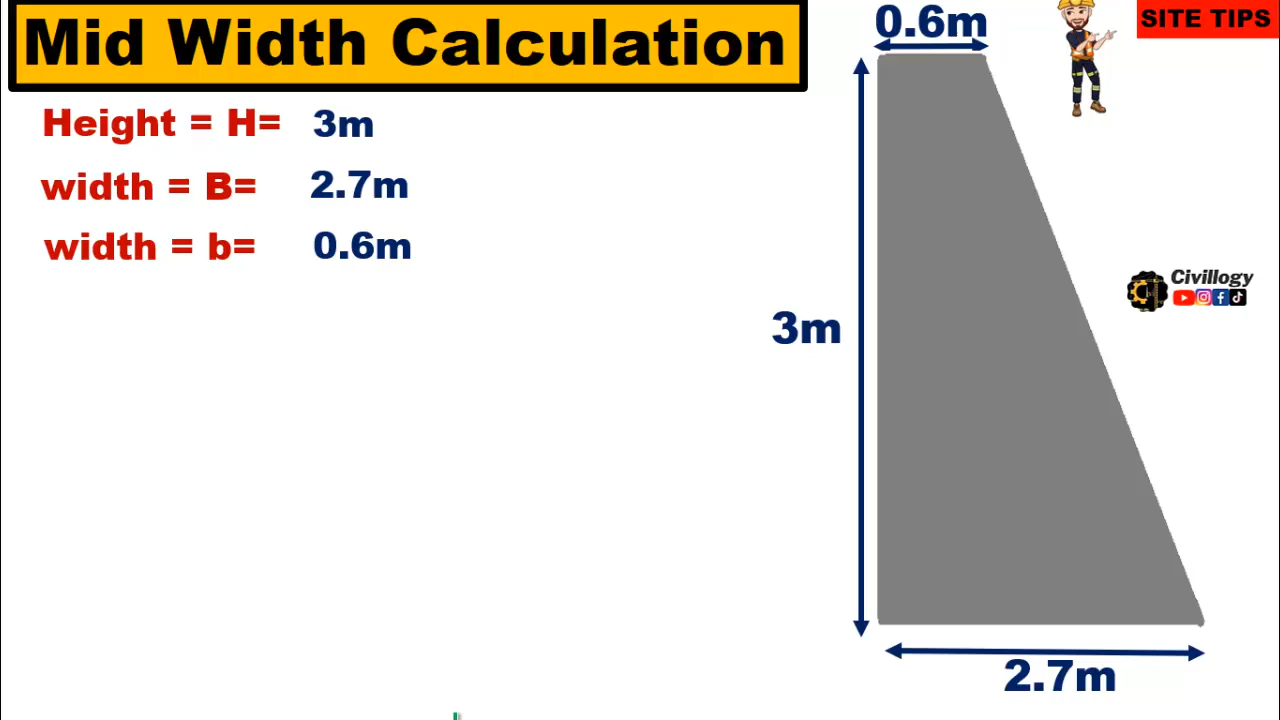 Mid Width Calculation
0.6m
SITE TIPS
Height = H= 3m
width = B= 2.7m
width = b= 0.6m
Civillogy
3m
2.7m